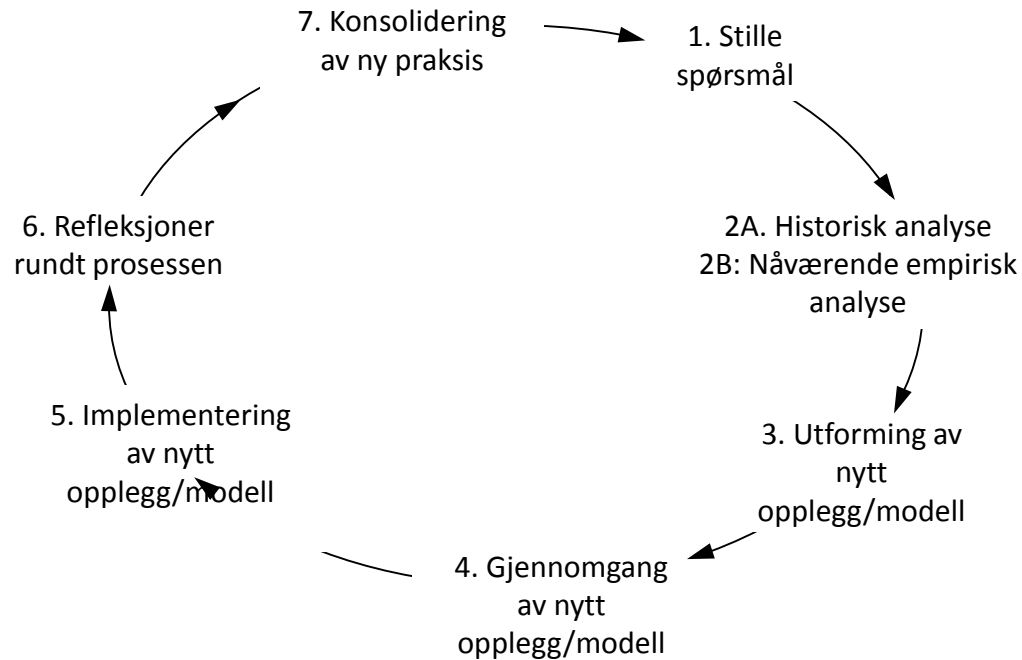 7. Konsolidering
av ny praksis
1. Stille
spørsmål
2A. Historisk analyse
2B: Nåværende empirisk
analyse
3. Utforming av
nytt
opplegg/modell
4. Gjennomgang
av nytt
opplegg/modell
5. Implementering
av nytt
opplegg/modell
6. Refleksjoner
rundt prosessen